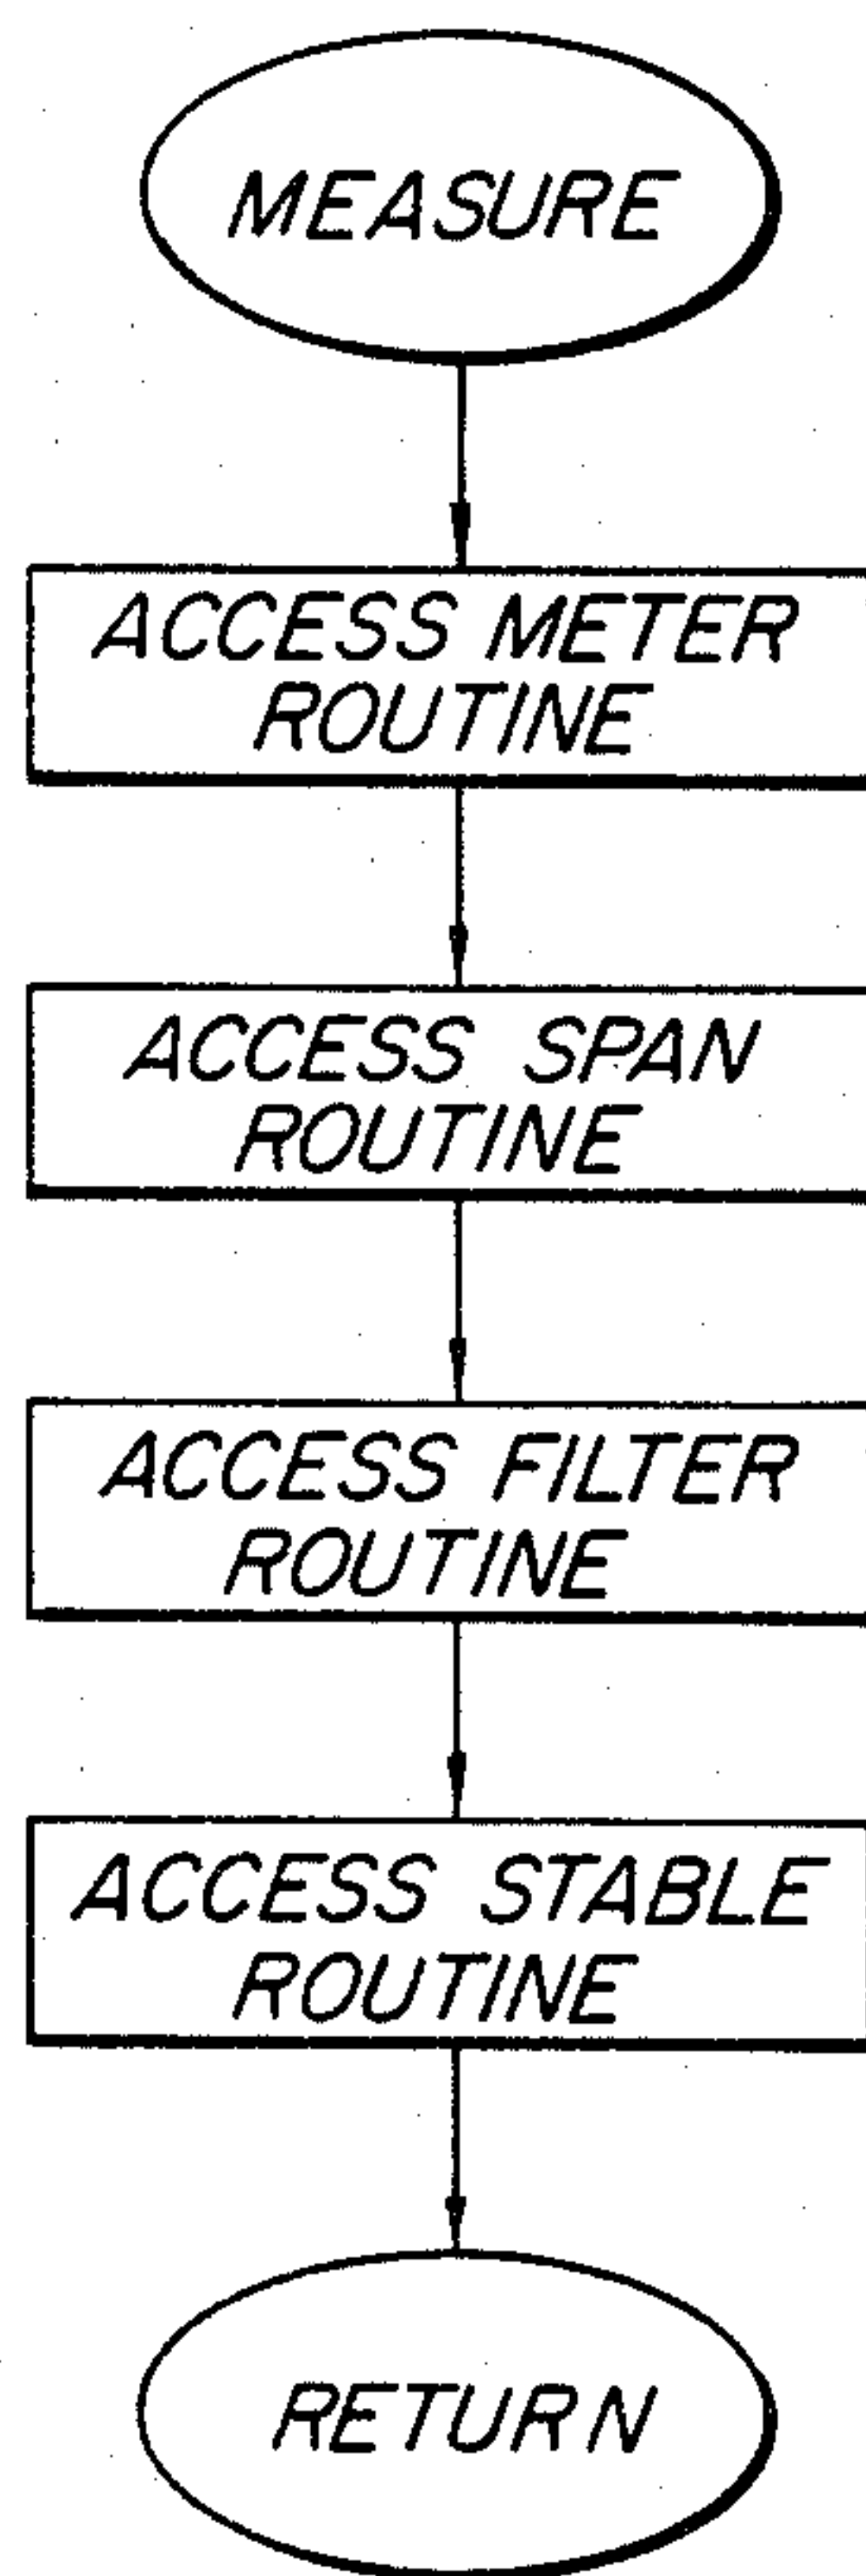 MEASURE
ACCESS METER
ROUTINE
ACCESS SPAN
ROUTINE
ACCESS FILTER
ROUTINE
ACCESS STABLE
ROUTINE
RETURN